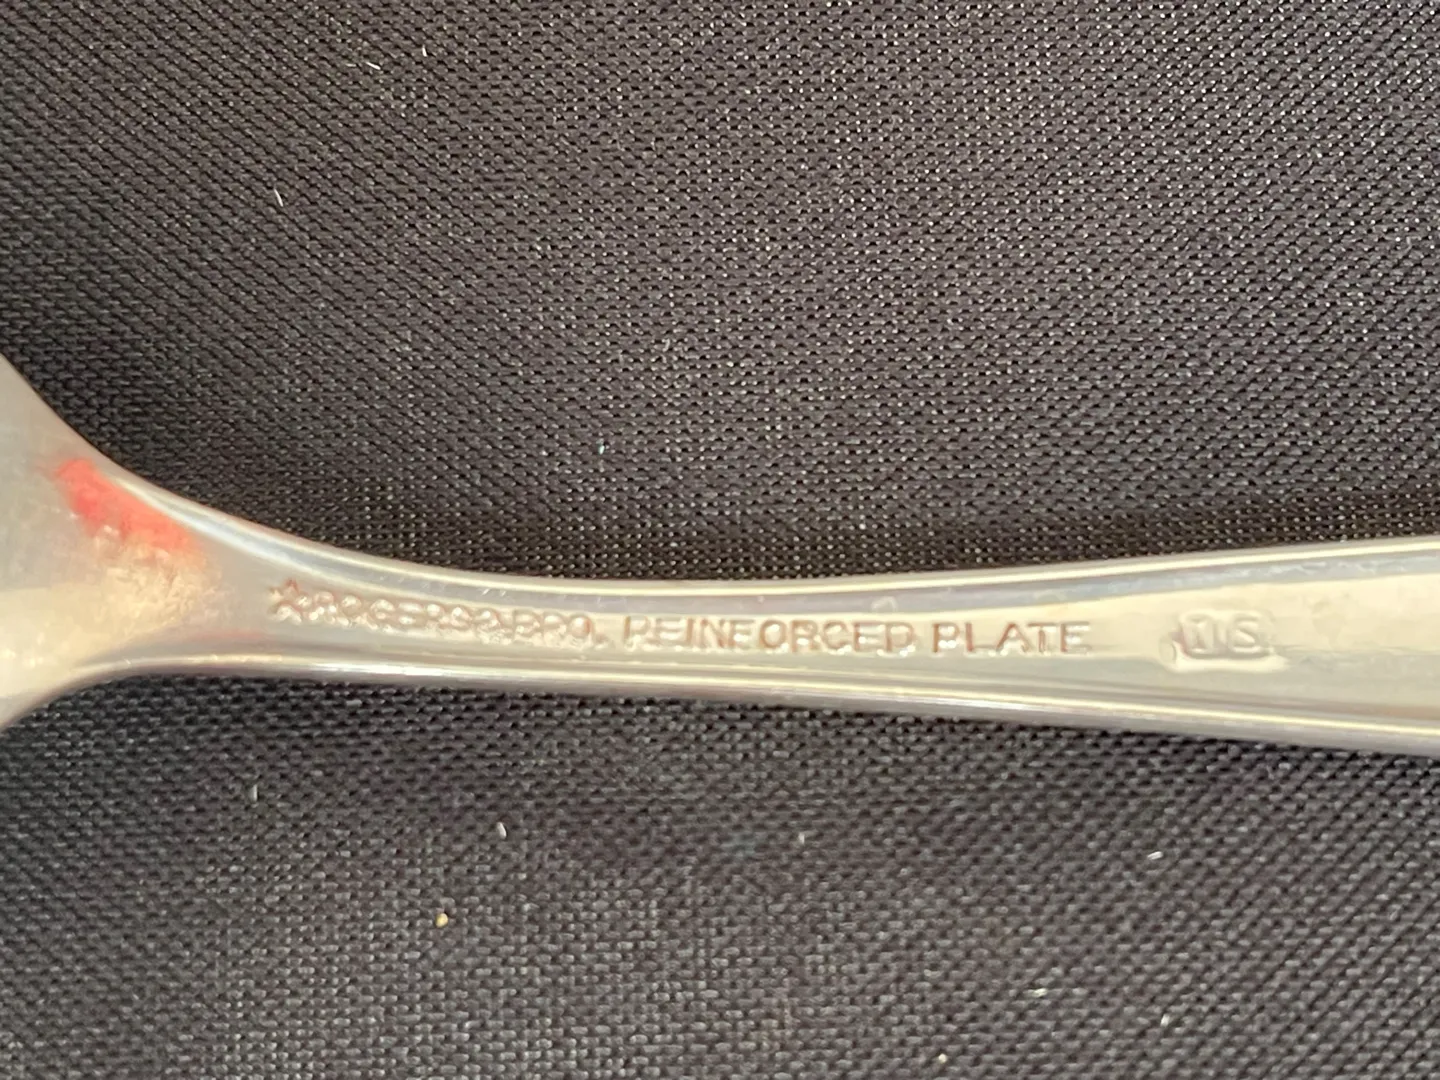 ☆ROGERS & BRO. REINFORCED PLATE IS